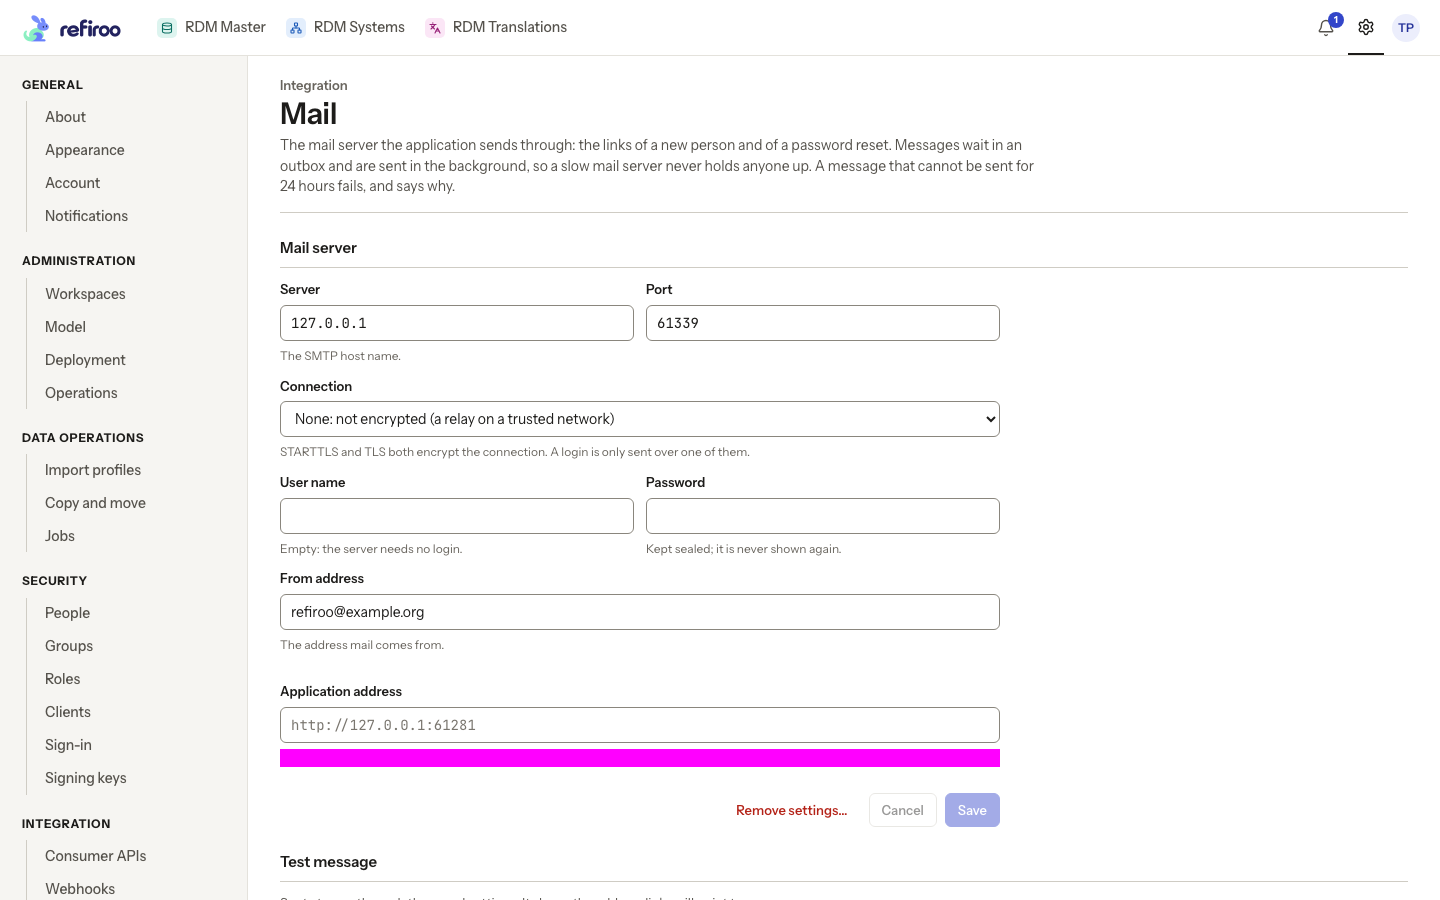 refiroo
RDM Master
RDM Systems
RDM Translations
1
TP
GENERAL
About
Appearance
Account
Notifications
ADMINISTRATION
Workspaces
Model
Deployment
Operations
DATA OPERATIONS
Import profiles
Copy and move
Jobs
SECURITY
People
Groups
Roles
Clients
Sign-in
Signing keys
INTEGRATION
Consumer APIs
Webhooks
Integration
Mail
The mail server the application sends through: the links of a new person and of a password reset. Messages wait in an
outbox and are sent in the background, so a slow mail server never holds anyone up. A message that cannot be sent for
24 hours fails, and says why.
Mail server
Server
Port
127.0.0.1
61339
The SMTP host name.
Connection
None: not encrypted (a relay on a trusted network)
STARTTLS and TLS both encrypt the connection. A login is only sent over one of them.
User name
Password
Empty: the server needs no login.
Kept sealed; it is never shown again.
From address
refiroo@example.org
The address mail comes from.
Application address
http://127.0.0.1:61281
Remove settings...
Cancel
Save
Test message